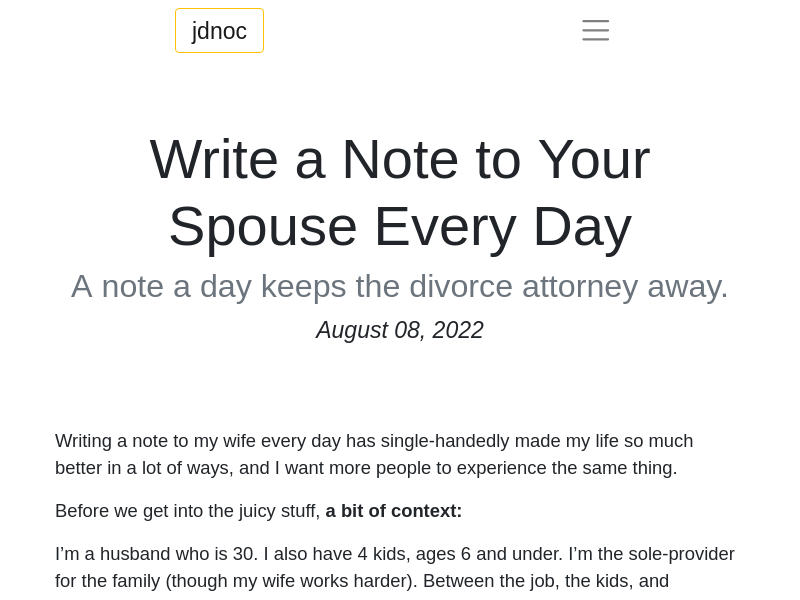 jdnoc
Write a Note to Your
Spouse Every Day
A note a day keeps the divorce attorney away.
August 08, 2022
Writing a note to my wife every day has single-handedly made my life so much
better in a lot of ways, and I want more people to experience the same thing.
Before we get into the juicy stuff, a bit of context:
I’m a husband who is 30. I also have 4 kids, ages 6 and under. I’m the sole-provider
for the family (though my wife works harder). Between the job, the kids, and